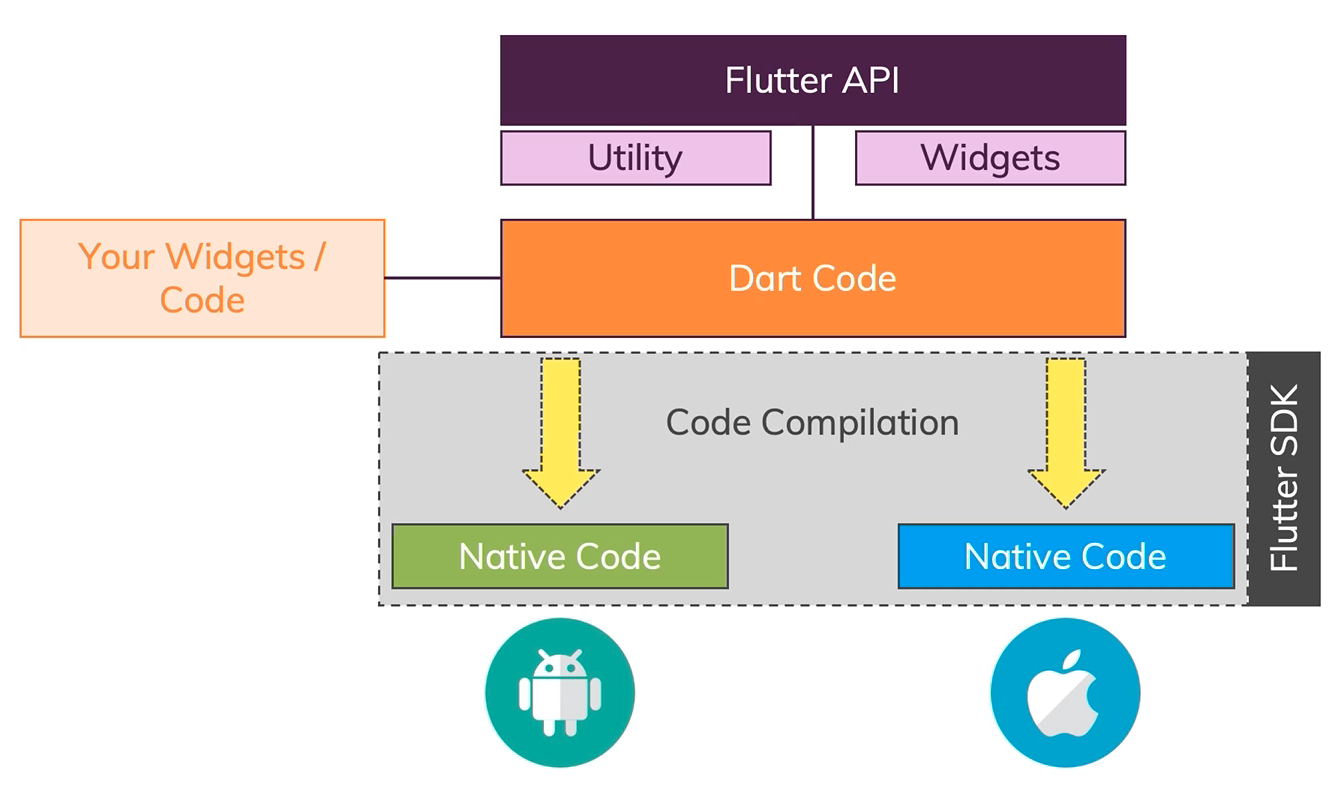 Flutter API
Utility
Widgets
Your Widgets /
Code
Dart Code
Code Compilation
Flutter SDK
Native Code
Native Code